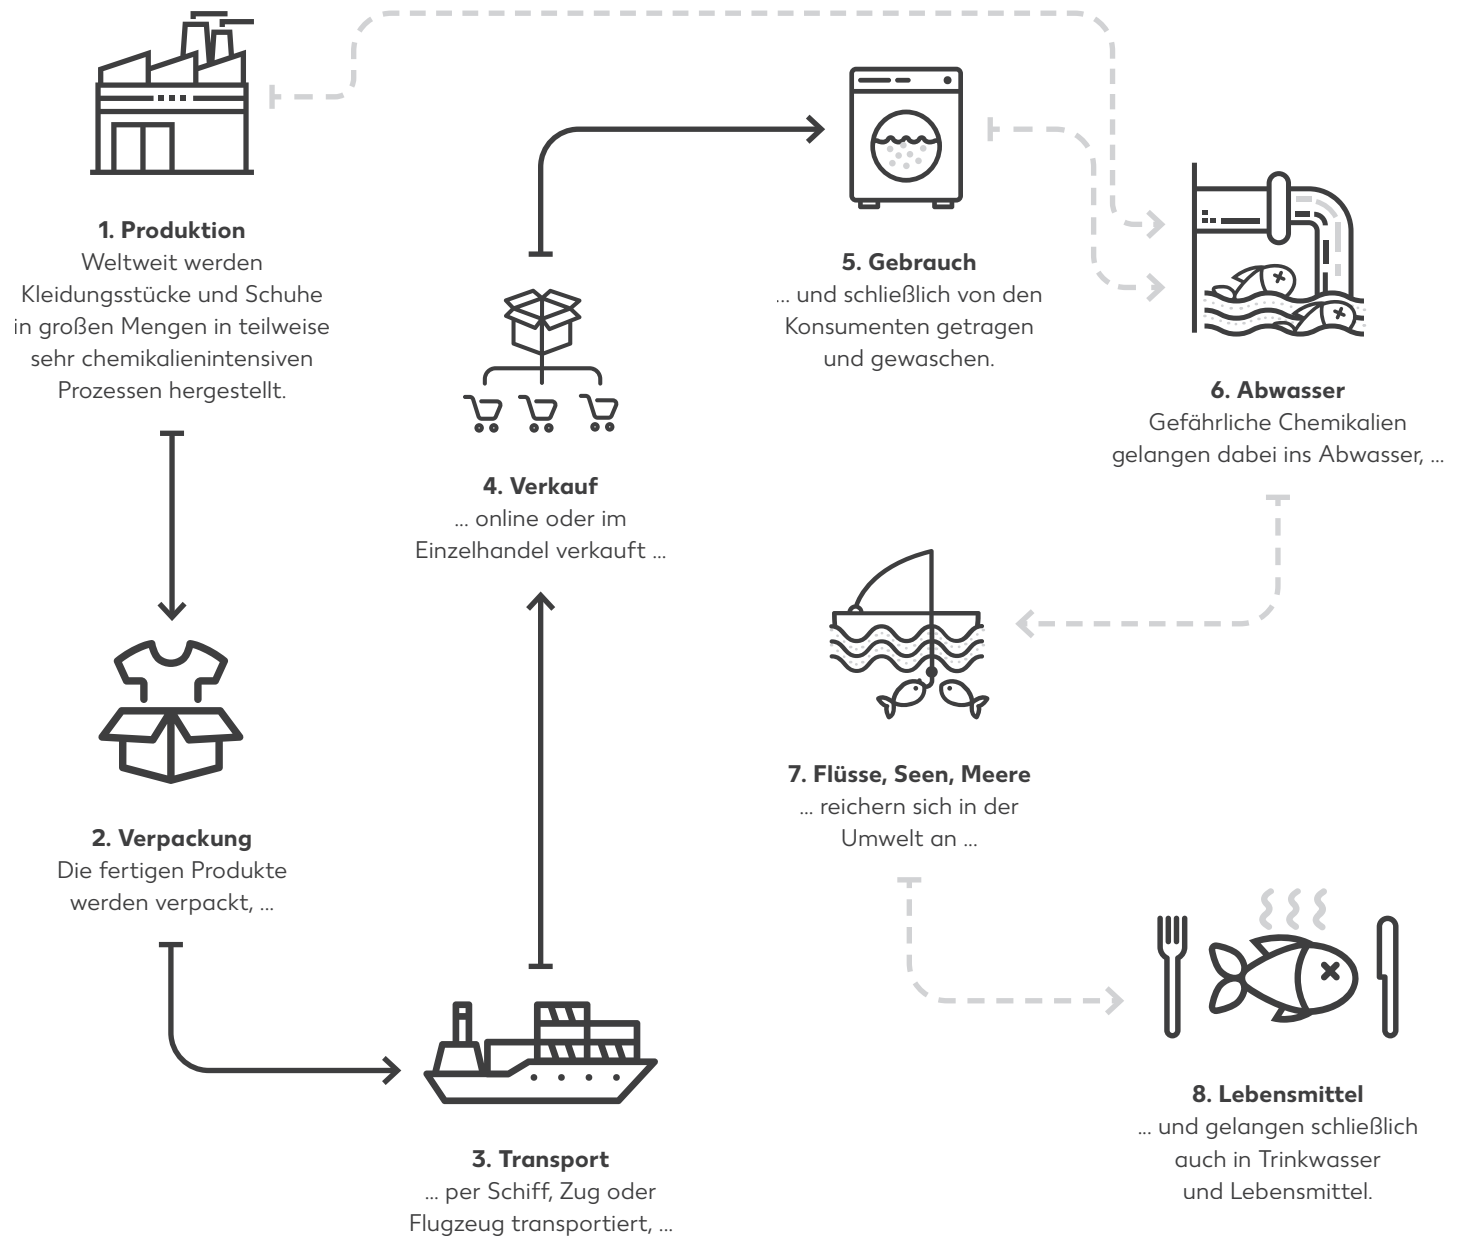 1. Produktion
Weltweit werden
Kleidungsstücke und Schuhe
in großen Mengen in teilweise
sehr chemikalienintensiven
Prozessen hergestellt.
2. Verpackung
Die fertigen Produkte
werden verpackt, ...
3. Transport
... per Schiff, Zug oder
Flugzeug transportiert, ...
4. Verkauf
... online oder im
Einzelhandel verkauft ...
5. Gebrauch
... und schließlich von den
Konsumenten getragen
und gewaschen.
6. Abwasser
Gefährliche Chemikalien
gelangen dabei ins Abwasser, ...
7. Flüsse, Seen, Meere
... reichern sich in der
Umwelt an ...
8. Lebensmittel
... und gelangen schließlich
auch in Trinkwasser
und Lebensmittel.